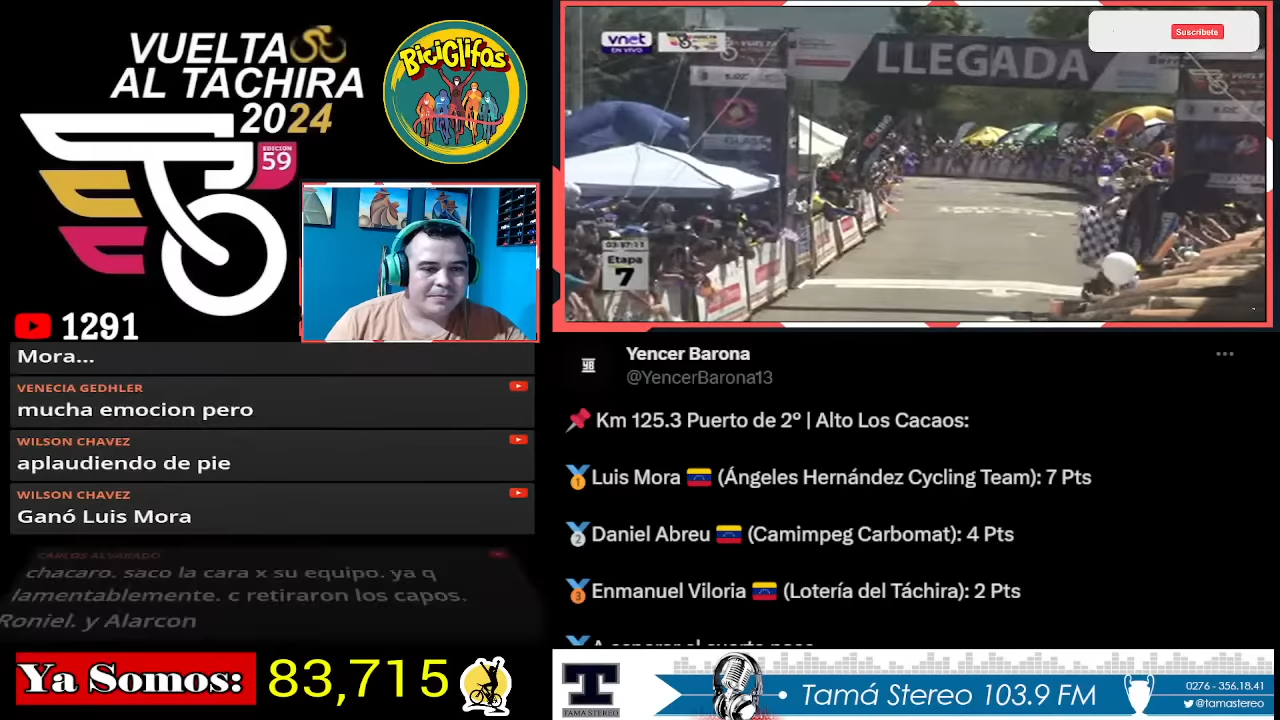 VUELTA
AL TACHIRA
2024
EDICION
59
BiciGlifos
1291
Mora...
VENECIA GEDHLER
mucha emocion pero
WILSON CHAVEZ
aplaudiendo de pie
WILSON CHAVEZ
Ganó Luis Mora
CARLOS ALVARADO
chacaro. saco la cara x su equipo. ya q
lamentablemente. c retiraron los capos.
Roniel. y Alarcon
Ya Somos:
83,715
vnet
EN VIVO
LLEGADA
Suscribete
Etapa
7
Yencer Barona
@YencerBarona13
Km 125.3 Puerto de 2º | Alto Los Cacaos:
Luis Mora (Ángeles Hernández Cycling Team): 7 Pts
Daniel Abreu (Camimpeg Carbomat): 4 Pts
Enmanuel Viloria (Lotería del Táchira): 2 Pts
T
TAMA STEREO
Tamá Stereo 103.9 FM
0276 - 356.18.41
@tamastereo